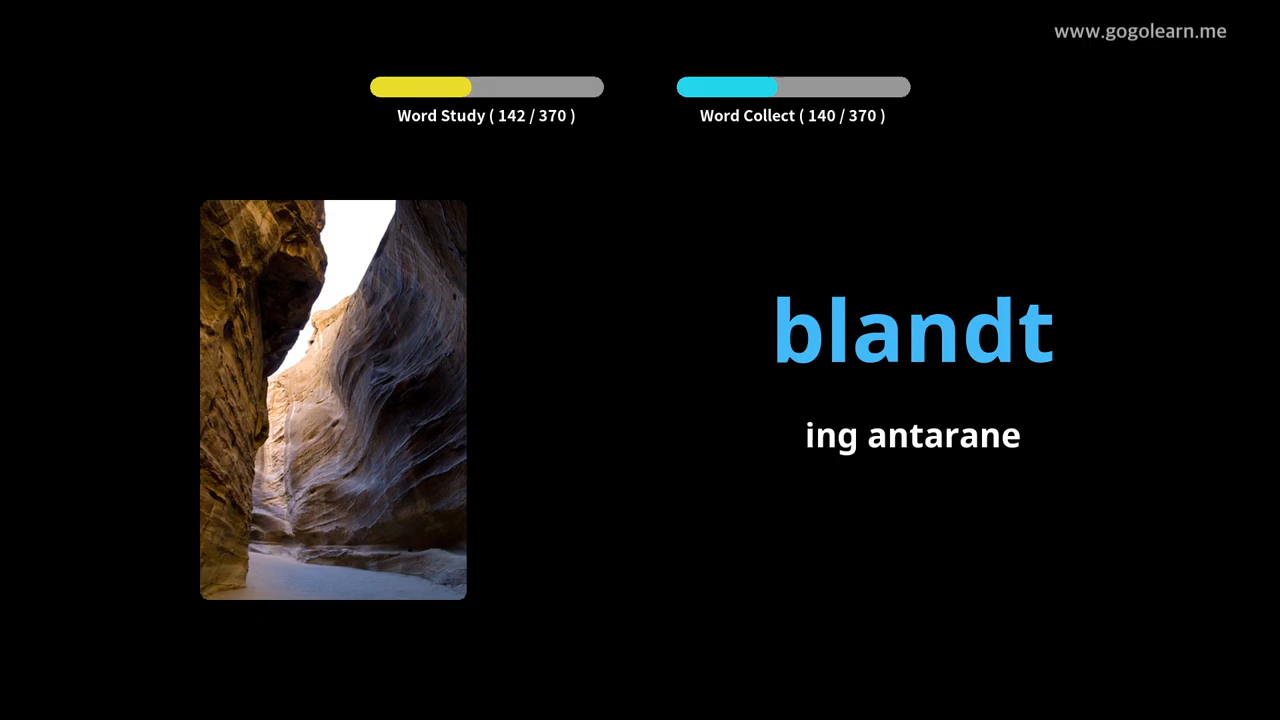 www.gogolearn.me
Word Study ( 142 / 370 )
Word Collect ( 140 / 370 )
blandt
ing antarane